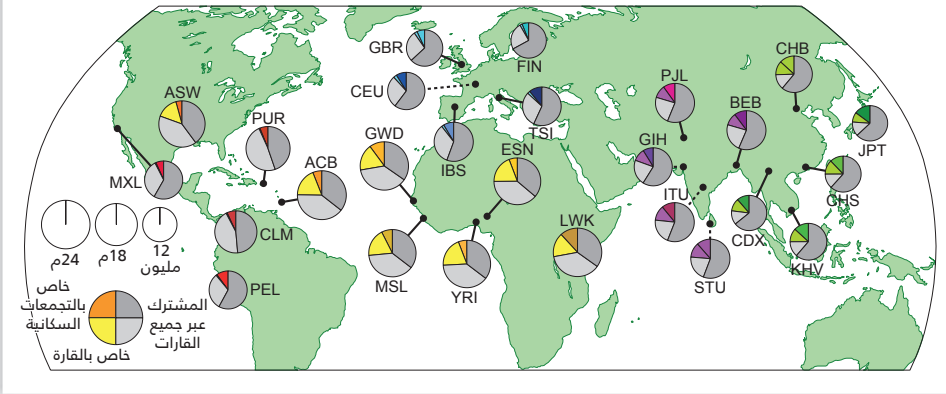 GBR
FIN
CHB
CEU
PJL
ASW
BEB
PUR
GWD
TSI
JPT
ESN
GIH
IBS
ACB
MXL
ITU
CHS
LWK
CLM
CDX
KHV
MSL
YRI
STU
PEL
24م
18م
12
مليون
خاص
بالتجمعات
السكانية
المشترك
عبر جميع
القارات
خاص بالقارة